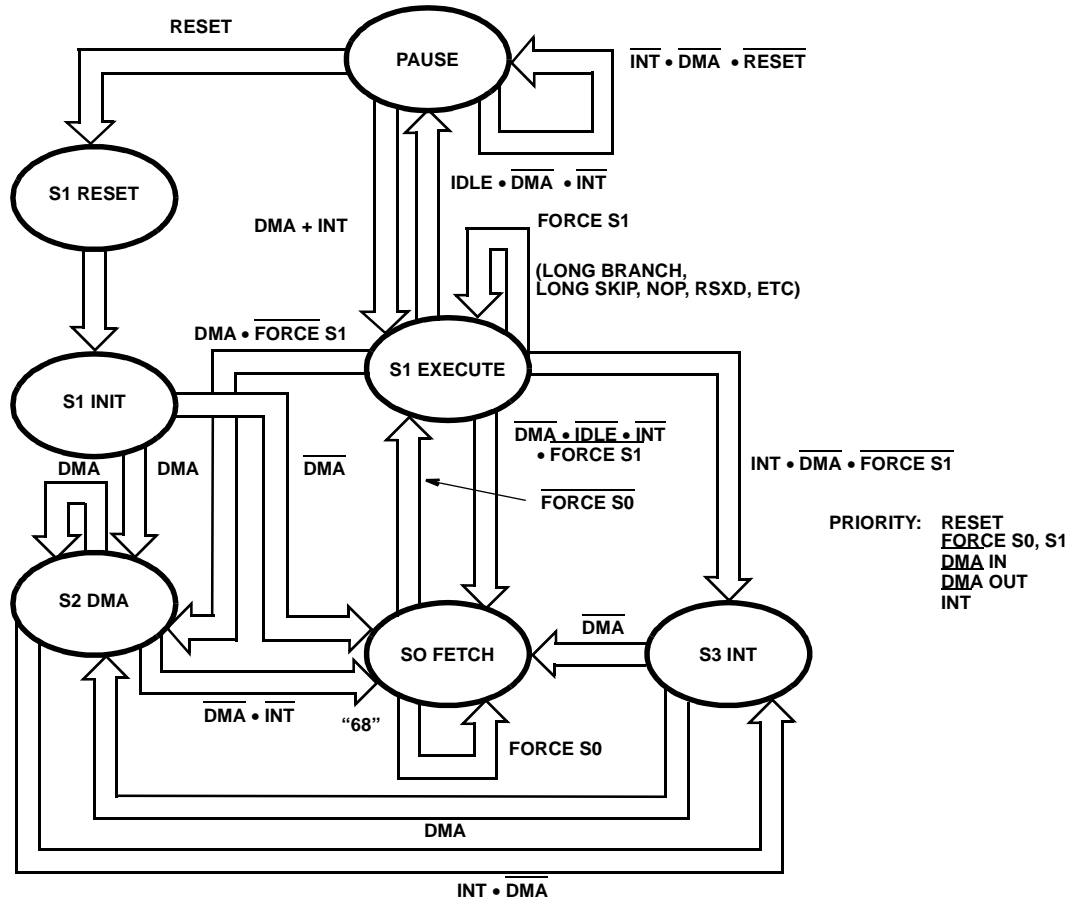 RESET
PAUSE
INT • DMA • RESET
S1 RESET
IDLE • DMA • INT
DMA + INT
FORCE S1
(LONG BRANCH,
LONG SKIP, NOP, RSXD, ETC)
DMA • FORCE S1
S1 INIT
S1 EXECUTE
DMA
DMA
DMA
DMA • IDLE • INT
• FORCE S1
INT • DMA • FORCE S1
FORCE S0
PRIORITY: RESET
FORCE S0, S1
DMA IN
DMA OUT
INT
S2 DMA
SO FETCH
DMA
S3 INT
DMA • INT
“68”
FORCE S0
DMA
INT • DMA